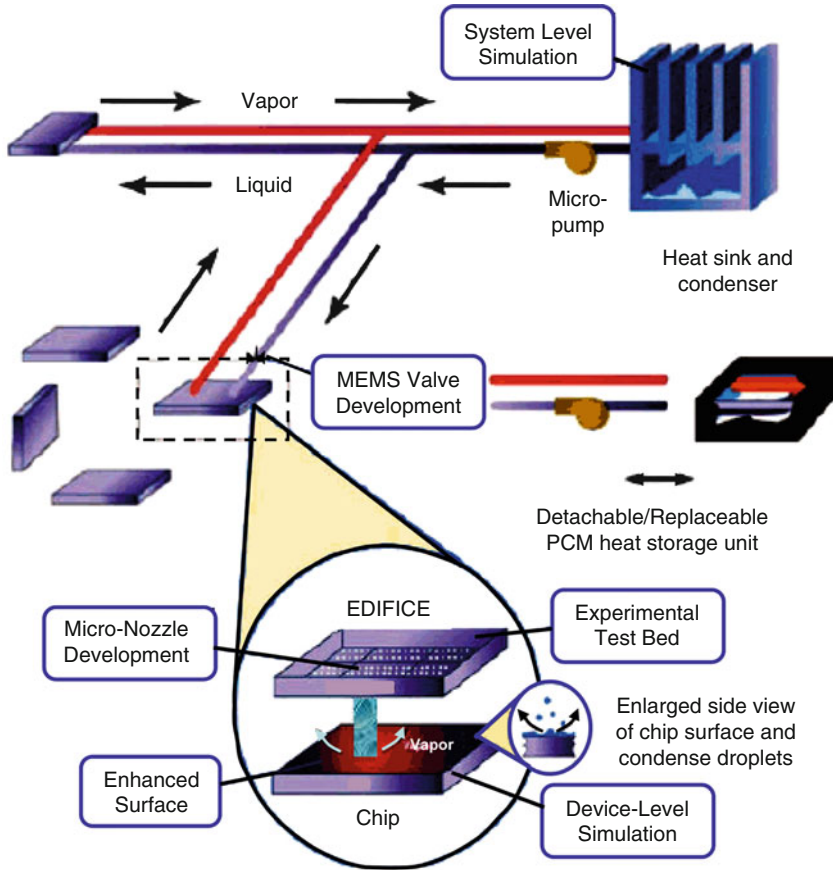 System Level
Simulation
Vapor
Liquid
Micro-
pump
Heat sink and
condenser
MEMS Valve
Development
Detachable/Replaceable
PCM heat storage unit
EDIFICE
Micro-Nozzle
Development
Experimental
Test Bed
Enlarged side view
of chip surface and
condense droplets
Vapor
Enhanced
Surface
Chip
Device-Level
Simulation